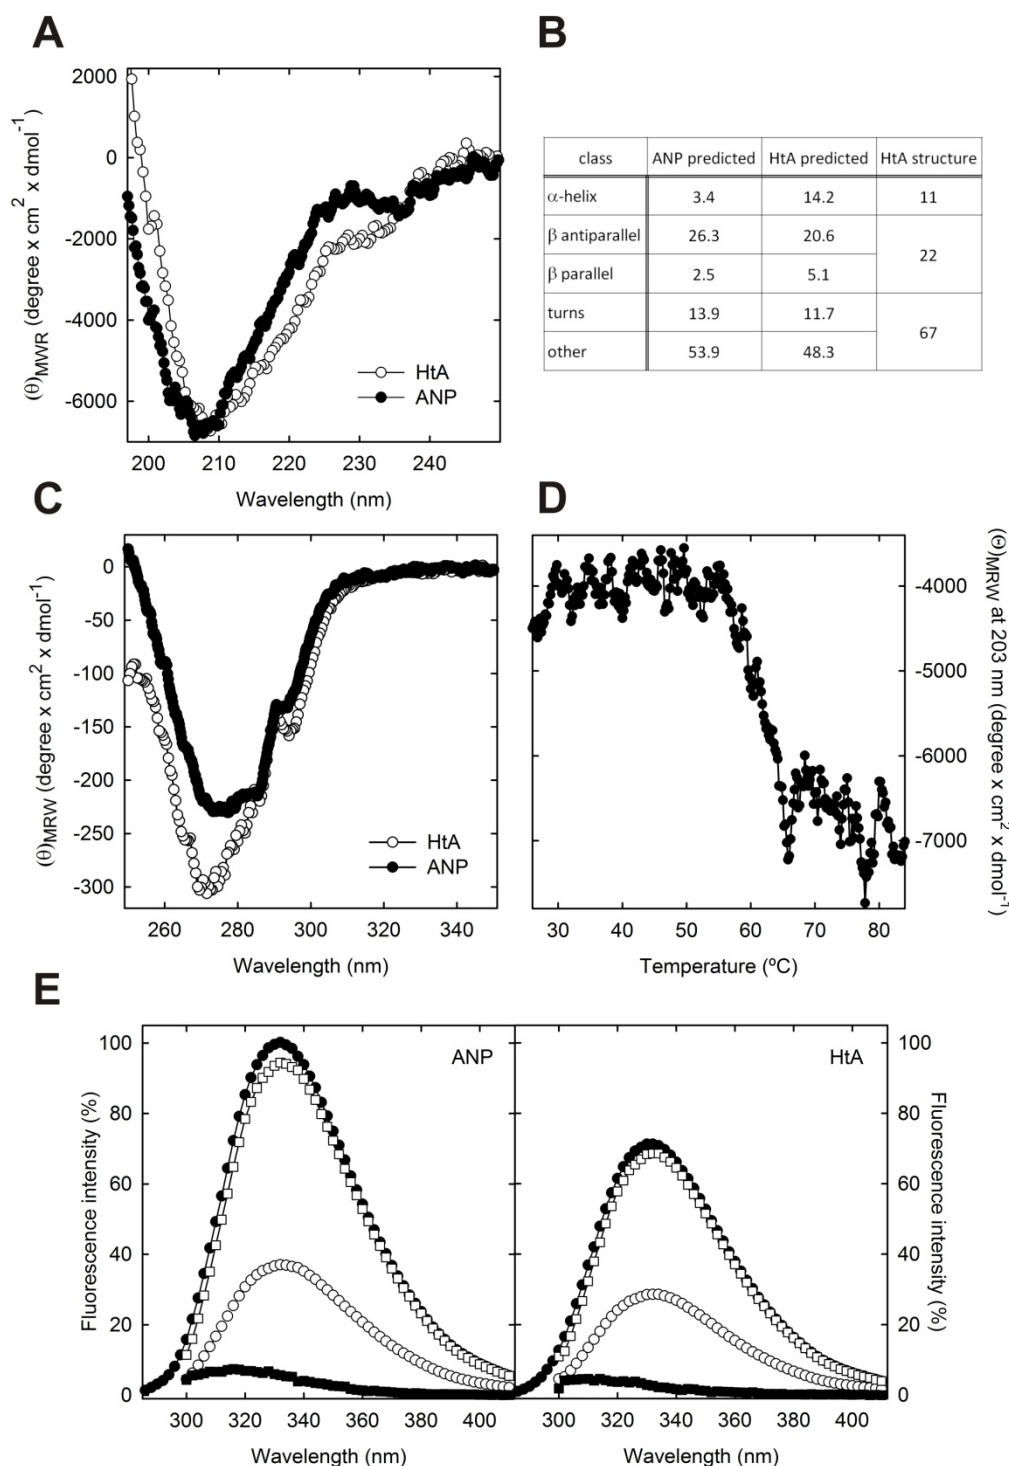 A
(θ)MWR (degree x cm² x dmol⁻¹)
2000
0
-2000
-4000
-6000
HtA
ANP
200 210 220 230 240
Wavelength (nm)
B
class ANP predicted HtA predicted HtA structure
α-helix 3.4 14.2 11
β antiparallel 26.3 20.6 22
β parallel 2.5 5.1
turns 13.9 11.7 67
other 53.9 48.3
C
(θ)MRW (degree x cm² x dmol⁻¹)
0
-50
-100
-150
-200
-250
-300
HtA
ANP
260 280 300 320 340
Wavelength (nm)
D
(Θ)MRW at 203 nm (degree x cm² x dmol⁻¹)
-4000
-5000
-6000
-7000
30 40 50 60 70 80
Temperature (ºC)
E
Fluorescence intensity (%)
100
80
60
40
20
0
ANP
300 320 340 360 380 400
Wavelength (nm)
HtA
300 320 340 360 380 400
Wavelength (nm)
100
80
60
40
20
0
Fluorescence intensity (%)